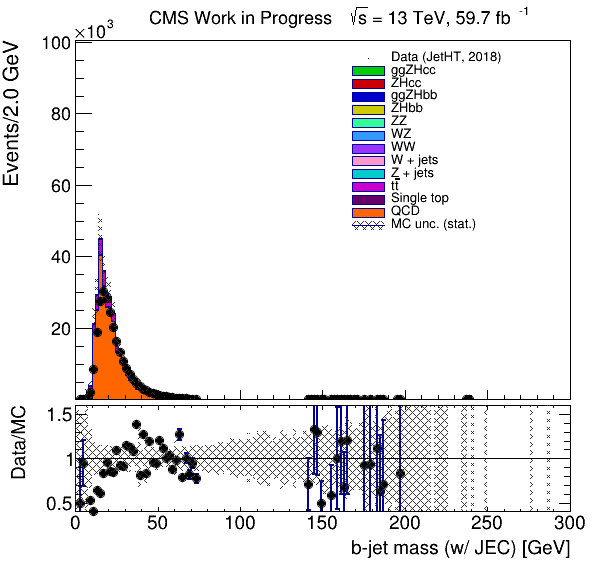 CMS Work in Progress √s = 13 TeV, 59.7 fb⁻¹
×10³
Events/2.0 GeV
100
80
60
40
20
Data (JetHT, 2018)
ggZHcc
ZHcc
ggZHbb
ZHbb
ZZ
WZ
WW
W + jets
Z + jets
tt̅
Single top
QCD
MC unc. (stat.)
Data/MC
1.5
1
0.5
0 50 100 150 200 250 300
b-jet mass (w/ JEC) [GeV]